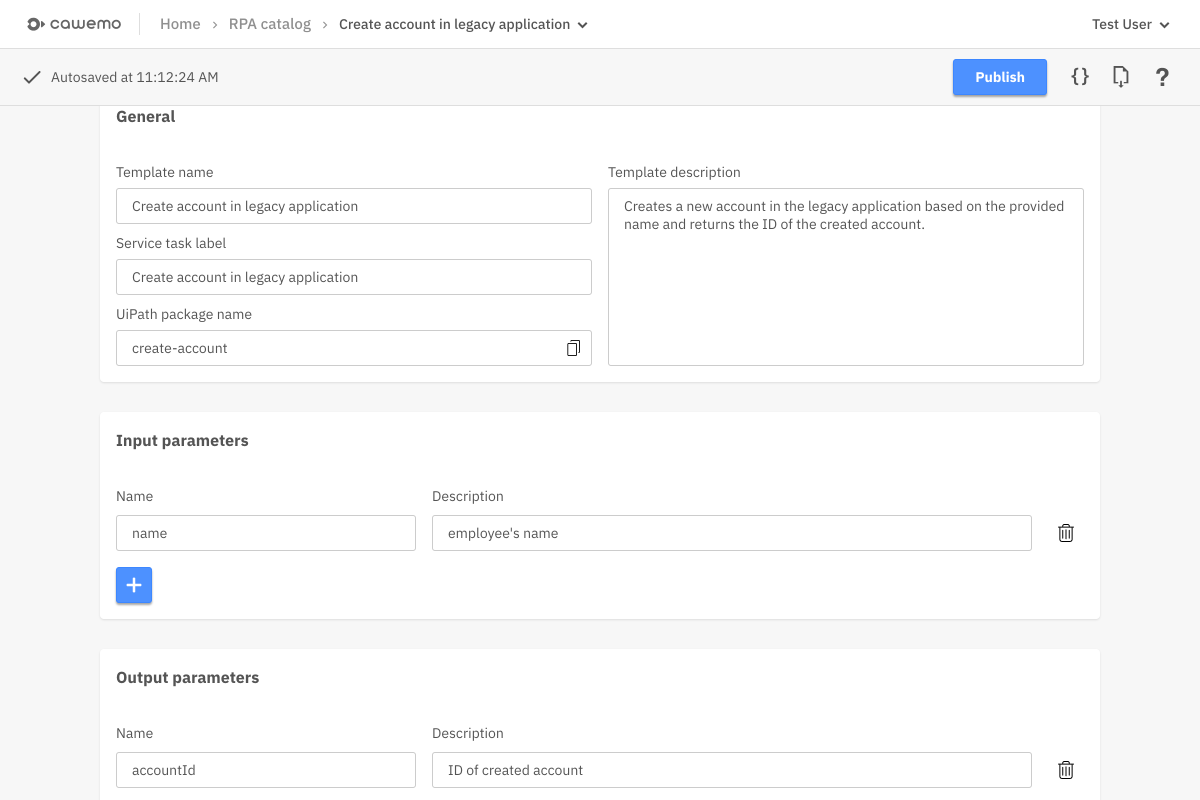 cawemo
Home > RPA catalog > Create account in legacy application
Test User
Autosaved at 11:12:24 AM
Publish
{}
?
General
Template name
Create account in legacy application
Service task label
Create account in legacy application
UiPath package name
create-account
Template description
Creates a new account in the legacy application based on the provided
name and returns the ID of the created account.
Input parameters
Name
Description
name
employee's name
+
Output parameters
Name
Description
accountId
ID of created account